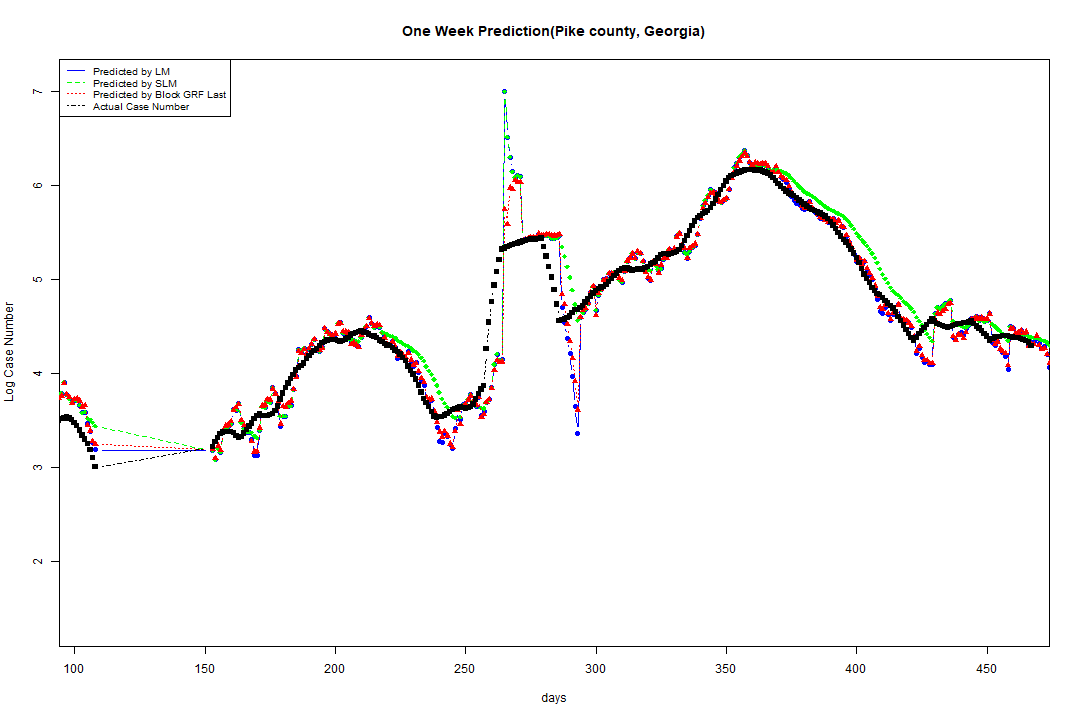 One Week Prediction(Pike county, Georgia)
Predicted by LM
Predicted by SLM
Predicted by Block GRF Last
Actual Case Number
7
6
5
4
3
2
Log Case Number
100 150 200 250 300 350 400 450
days